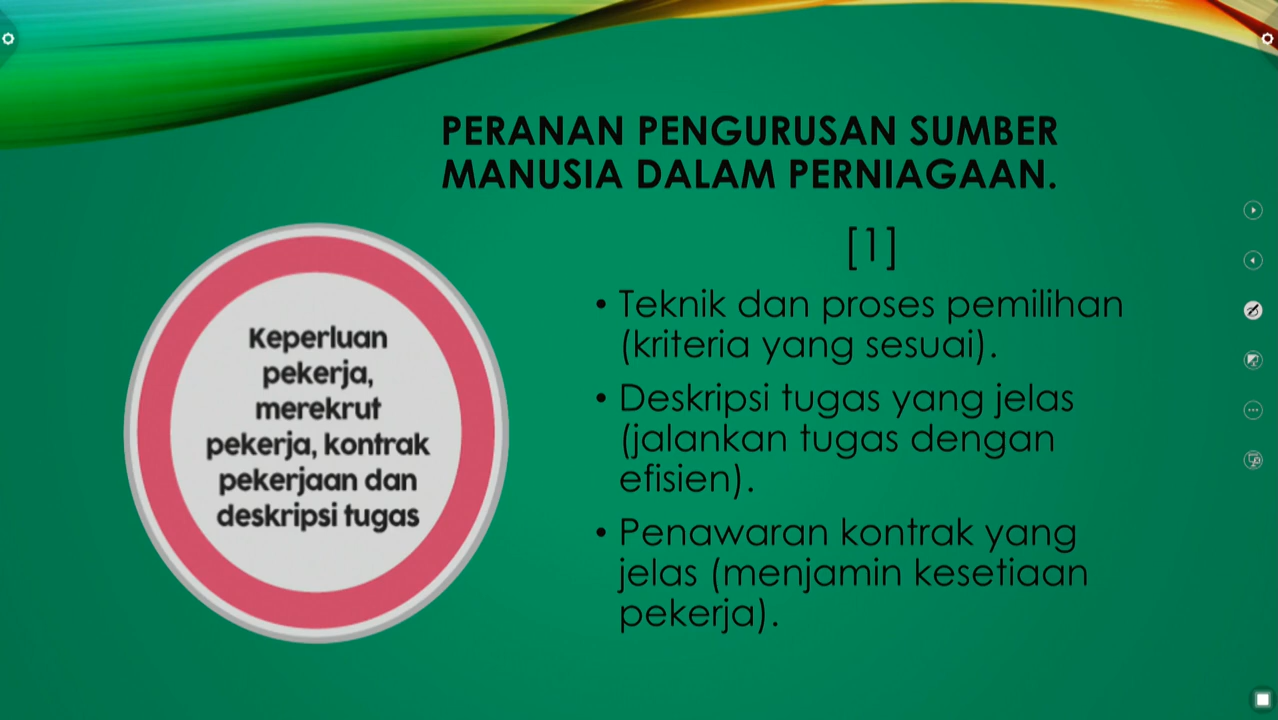 PERANAN PENGURUSAN SUMBER
MANUSIA DALAM PERNIAGAAN.
Keperluan
pekerja,
merekrut
pekerja, kontrak
pekerjaan dan
deskripsi tugas
[1]
• Teknik dan proses pemilihan
(kriteria yang sesuai).
• Deskripsi tugas yang jelas
(jalankan tugas dengan
efisien).
• Penawaran kontrak yang
jelas (menjamin kesetiaan
pekerja).